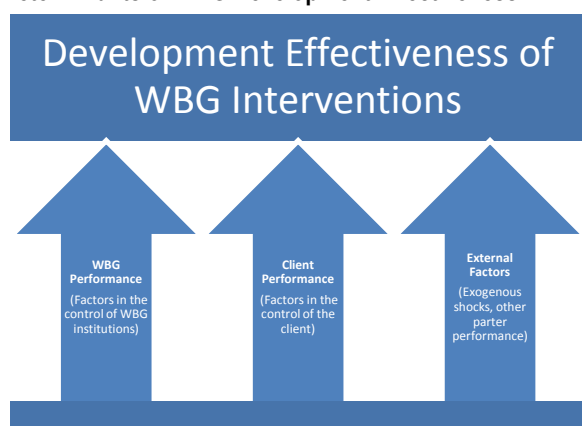 Development Effectiveness of
WBG Interventions
WBG
Performance
(Factors in the
control of WBG
institutions)
Client
Performance
(Factors in the
control of the
client)
External
Factors
(Exogenous
shocks, other
parter
performance)